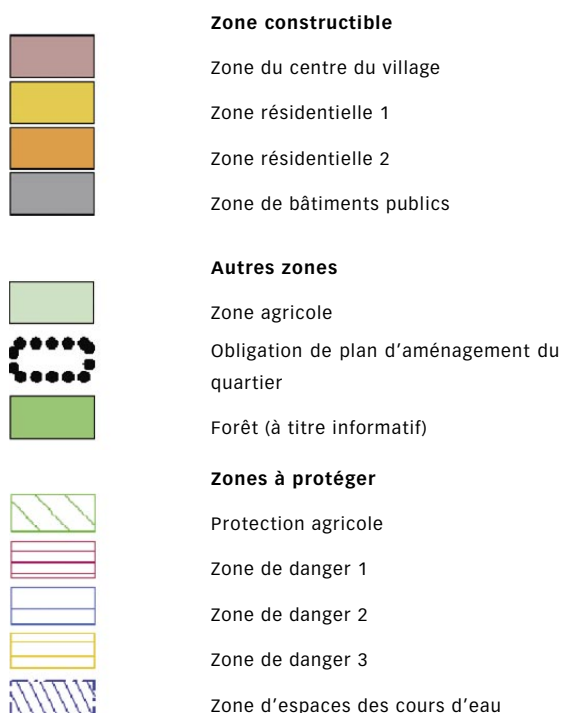 Zone constructible
Zone du centre du village
Zone résidentielle 1
Zone résidentielle 2
Zone de bâtiments publics
Autres zones
Zone agricole
Obligation de plan d'aménagement du
quartier
Forêt (à titre informatif)
Zones à protéger
Protection agricole
Zone de danger 1
Zone de danger 2
Zone de danger 3
Zone d'espaces des cours d'eau